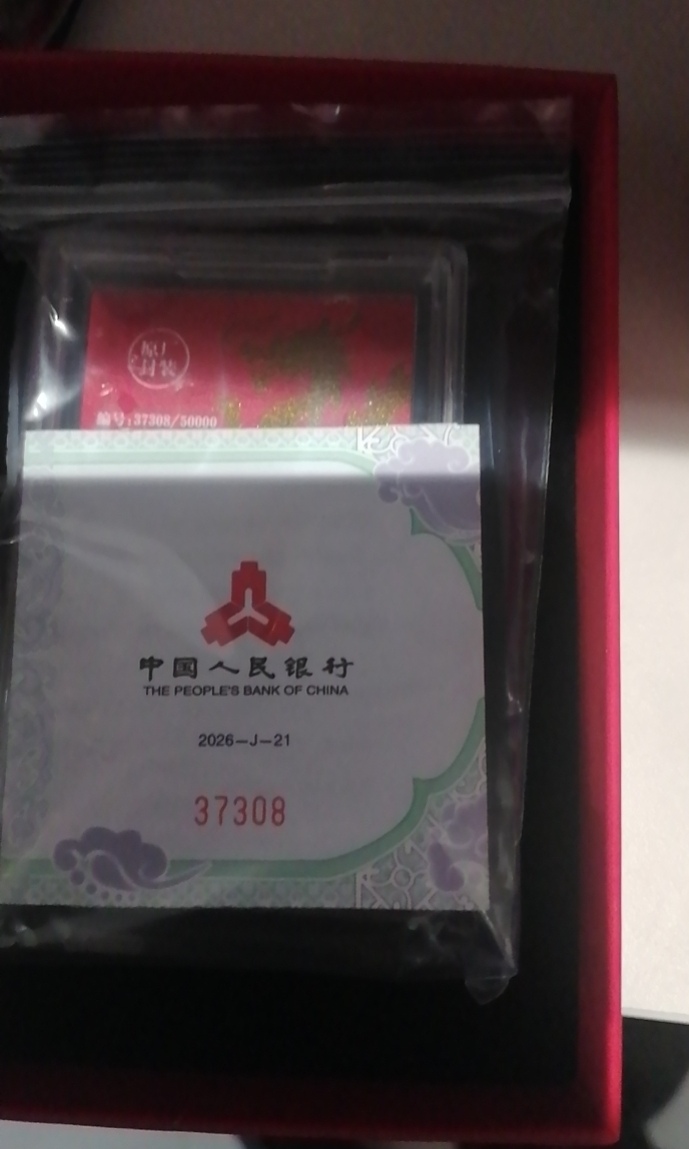 原厂
封装
编号:37308/50000
中国人民银行
THE PEOPLE'S BANK OF CHINA
2026—J—21
37308